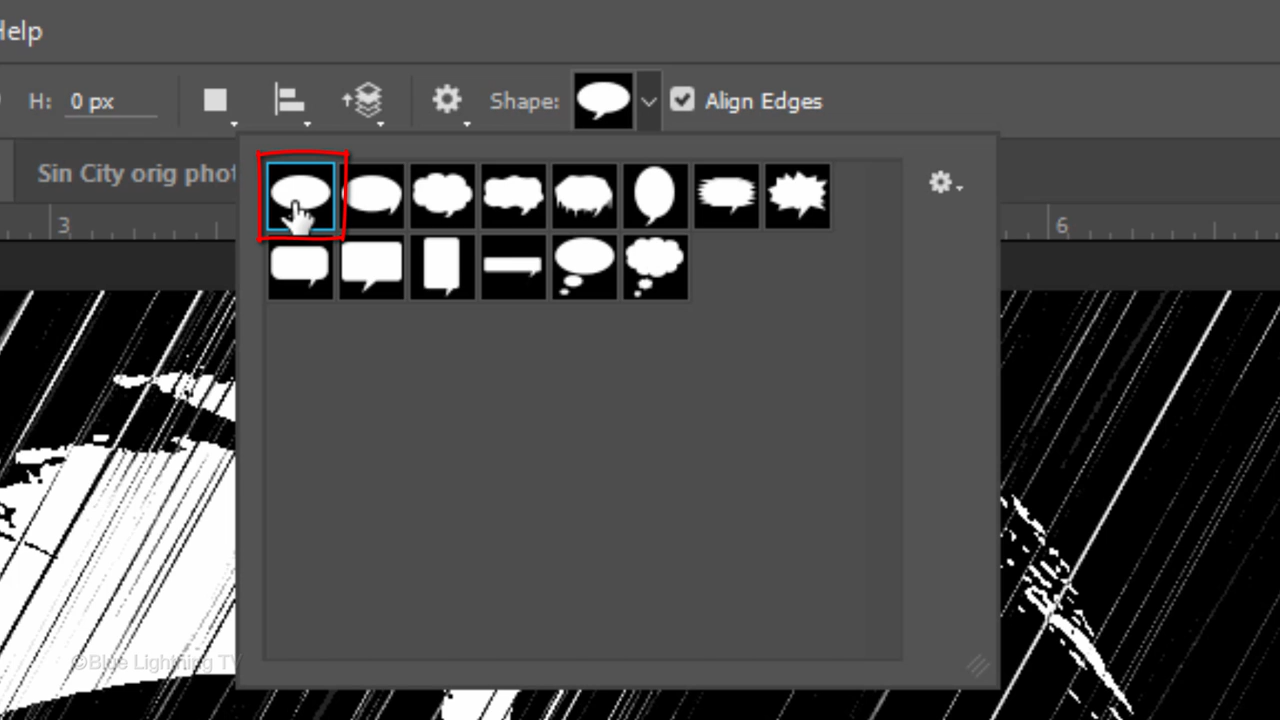 Help
H: 0 px
Shape:
Align Edges
Sin City orig phot
3
6
©Blue Lightning TV